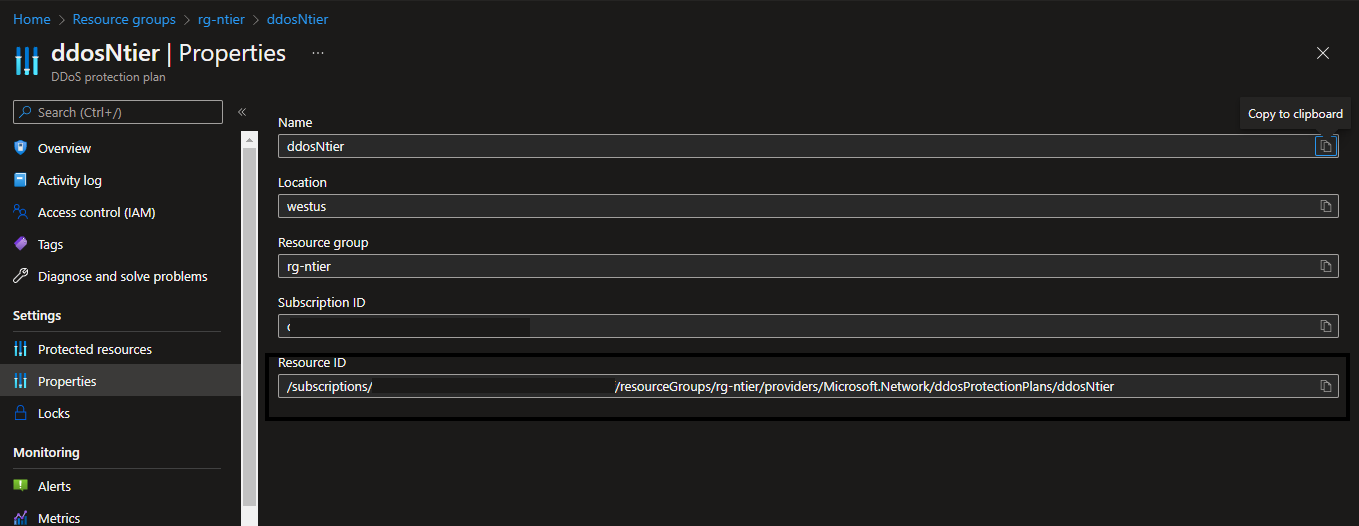 Home > Resource groups > rg-ntier > ddosNtier
ddosNtier | Properties ...
DDoS protection plan
Search (Ctrl+/)
«
Overview
Activity log
Access control (IAM)
Tags
Diagnose and solve problems
Settings
Protected resources
Properties
Locks
Monitoring
Alerts
Metrics
Copy to clipboard
Name
ddosNtier
Location
westus
Resource group
rg-ntier
Subscription ID
Resource ID
/subscriptions/ /resourceGroups/rg-ntier/providers/Microsoft.Network/ddosProtectionPlans/ddosNtier